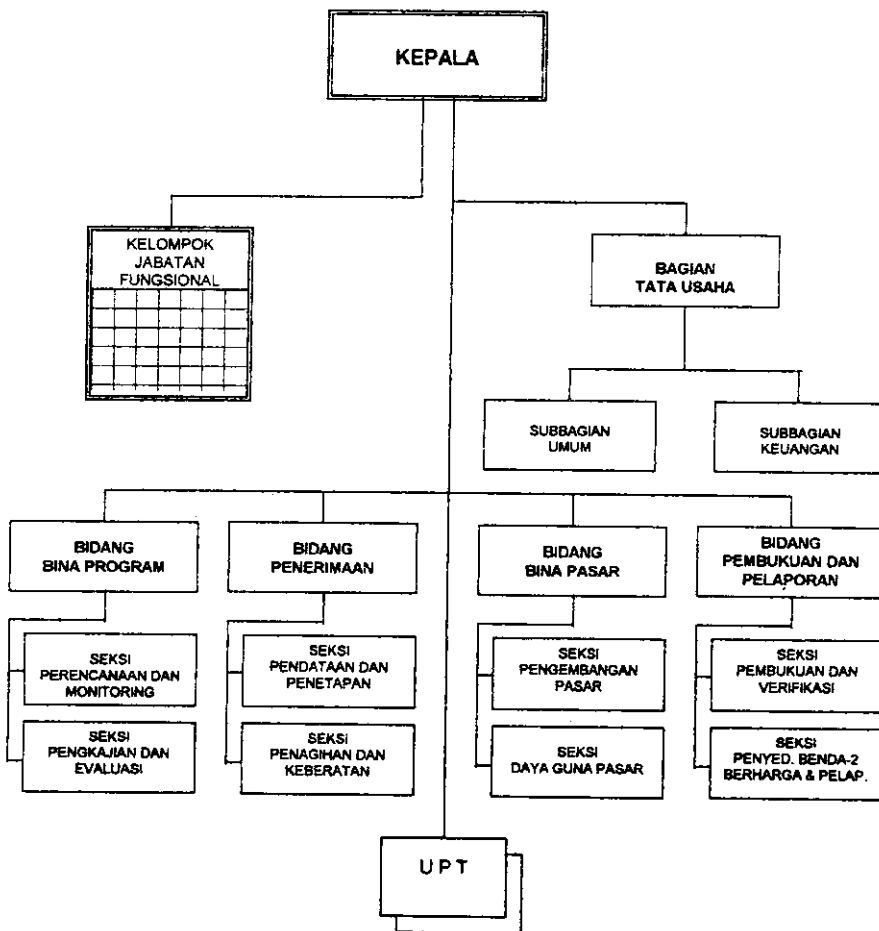 KEPALA
KELOMPOK
JABATAN
FUNGSIONAL
BAGIAN
TATA USAHA
SUBBAGIAN
UMUM
SUBBAGIAN
KEUANGAN
BIDANG
BINA PROGRAM
BIDANG
PENERIMAAN
BIDANG
BINA PASAR
BIDANG
PEMBUKUAN DAN
PELAPORAN
SEKSI
PERENCANAAN DAN
MONITORING
SEKSI
PENDATAAN DAN
PENETAPAN
SEKSI
PENGEMBANGAN
PASAR
SEKSI
PEMBUKUAN DAN
VERIFIKASI
SEKSI
PENGKAJIAN DAN
EVALUASI
SEKSI
PENAGIHAN DAN
KEBERATAN
SEKSI
DAYA GUNA PASAR
SEKSI
PENYED. BENDA-2
BERHARGA & PELAP.
UPT